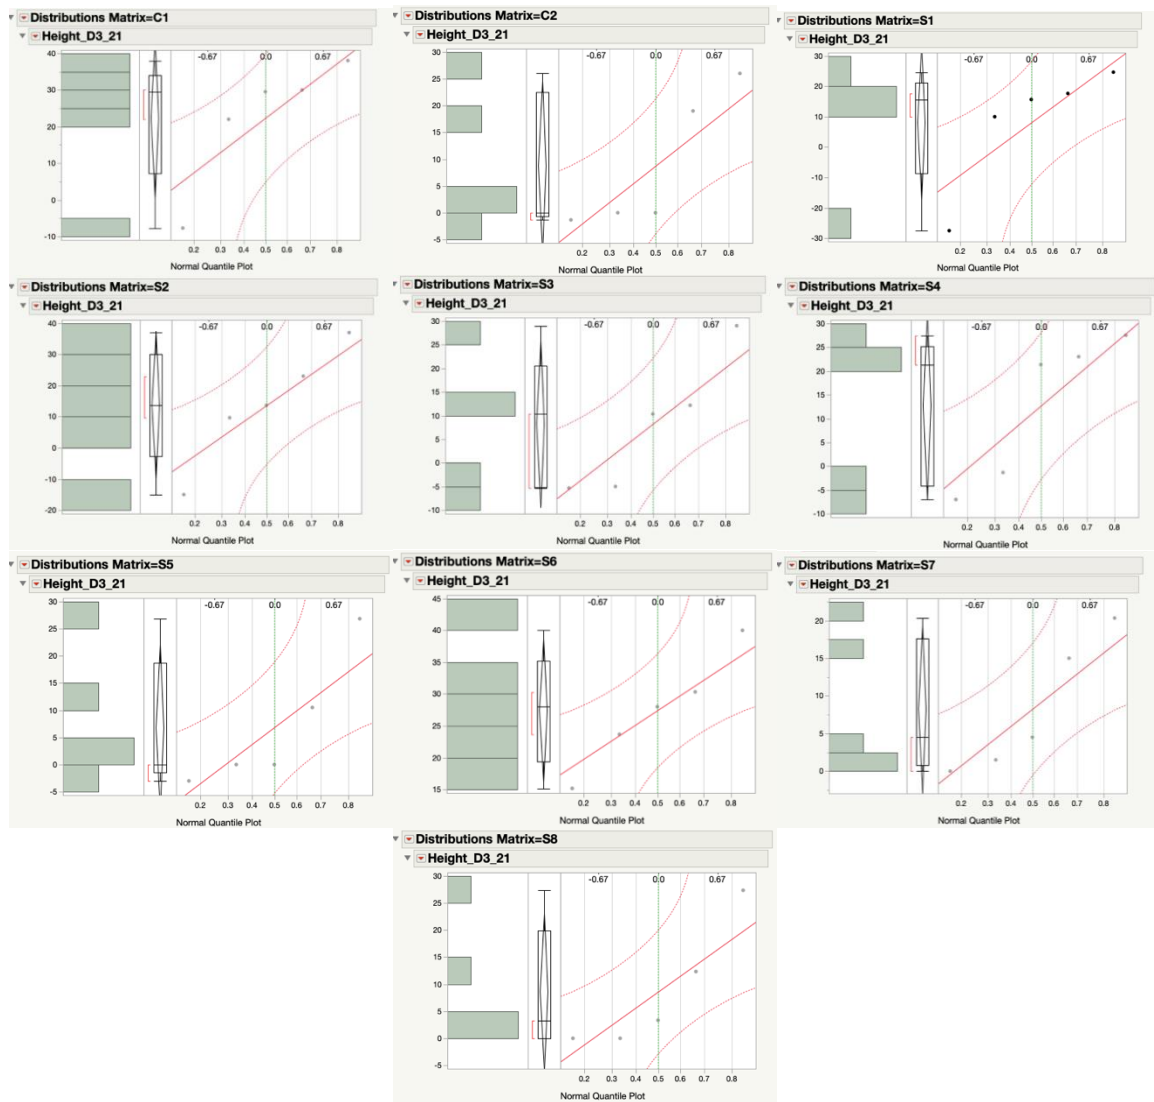 Distributions Matrix=C1
Height_D3_21
40
30
20
10
0
-10
-0.67 0.0 0.67
0.2 0.3 0.4 0.5 0.6 0.7 0.8
Normal Quantile Plot
Distributions Matrix=C2
Height_D3_21
30
25
20
15
10
5
0
-5
-0.67 0.0 0.67
0.2 0.3 0.4 0.5 0.6 0.7 0.8
Normal Quantile Plot
Distributions Matrix=S1
Height_D3_21
30
20
10
0
-10
-20
-30
-0.67 0.0 0.67
0.2 0.3 0.4 0.5 0.6 0.7 0.8
Normal Quantile Plot
Distributions Matrix=S2
Height_D3_21
40
30
20
10
0
-10
-20
-0.67 0.0 0.67
0.2 0.3 0.4 0.5 0.6 0.7 0.8
Normal Quantile Plot
Distributions Matrix=S3
Height_D3_21
30
25
20
15
10
5
0
-5
-10
-0.67 0.0 0.67
0.2 0.3 0.4 0.5 0.6 0.7 0.8
Normal Quantile Plot
Distributions Matrix=S4
Height_D3_21
30
25
20
15
10
5
0
-5
-10
-0.67 0.0 0.67
0.2 0.3 0.4 0.5 0.6 0.7 0.8
Normal Quantile Plot
Distributions Matrix=S5
Height_D3_21
30
25
20
15
10
5
0
-5
-0.67 0.0 0.67
0.2 0.3 0.4 0.5 0.6 0.7 0.8
Normal Quantile Plot
Distributions Matrix=S6
Height_D3_21
45
40
35
30
25
20
15
-0.67 0.0 0.67
0.2 0.3 0.4 0.5 0.6 0.7 0.8
Normal Quantile Plot
Distributions Matrix=S7
Height_D3_21
20
15
10
5
0
-0.67 0.0 0.67
0.2 0.3 0.4 0.5 0.6 0.7 0.8
Normal Quantile Plot
Distributions Matrix=S8
Height_D3_21
30
25
20
15
10
5
0
-5
-0.67 0.0 0.67
0.2 0.3 0.4 0.5 0.6 0.7 0.8
Normal Quantile Plot